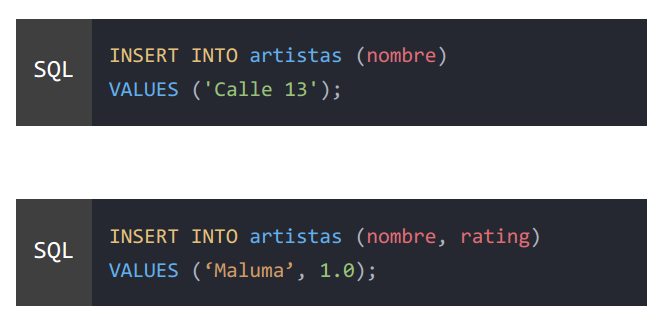 SQL
INSERT INTO artistas (nombre)
VALUES ('Calle 13');
SQL
INSERT INTO artistas (nombre, rating)
VALUES (‘Maluma’, 1.0);